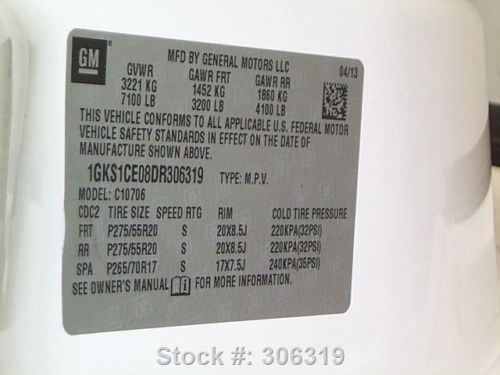 GM
MFD BY GENERAL MOTORS LLC
04/13
GVWR GAWR FRT GAWR RR
3221 KG 1452 KG 1860 KG
7100 LB 3200 LB 4100 LB
THIS VEHICLE CONFORMS TO ALL APPLICABLE U.S. FEDERAL MOTOR
VEHICLE SAFETY STANDARDS IN EFFECT ON THE DATE OF
MANUFACTURE SHOWN ABOVE.
1GKS1CE08DR306319 TYPE: M.P.V.
MODEL: C10706
CDC2 TIRE SIZE SPEED RTG RIM COLD TIRE PRESSURE
FRT P275/55R20 S 20X8.5J 220KPA(32PSI)
RR P275/55R20 S 20X8.5J 220KPA(32PSI)
SPA P265/70R17 S 17X7.5J 240KPA(35PSI)
SEE OWNER'S MANUAL i FOR MORE INFORMATION.
Stock #: 306319